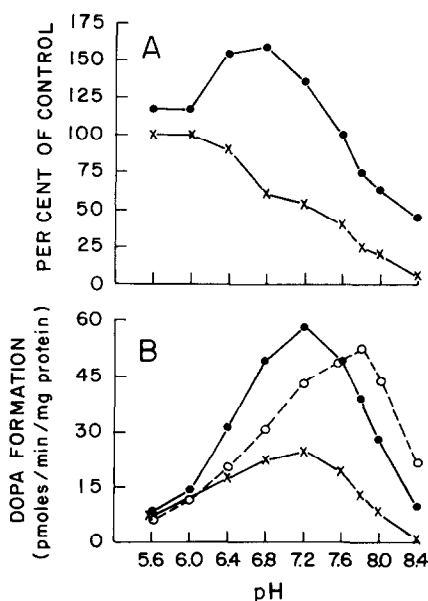 A
PER CENT OF CONTROL
175
150
125
100
75
50
25
0
B
DOPA FORMATION
(pmoles/min/mg protein)
60
45
30
15
0
5.6 6.0 6.4 6.8 7.2 7.6 8.0 8.4
pH